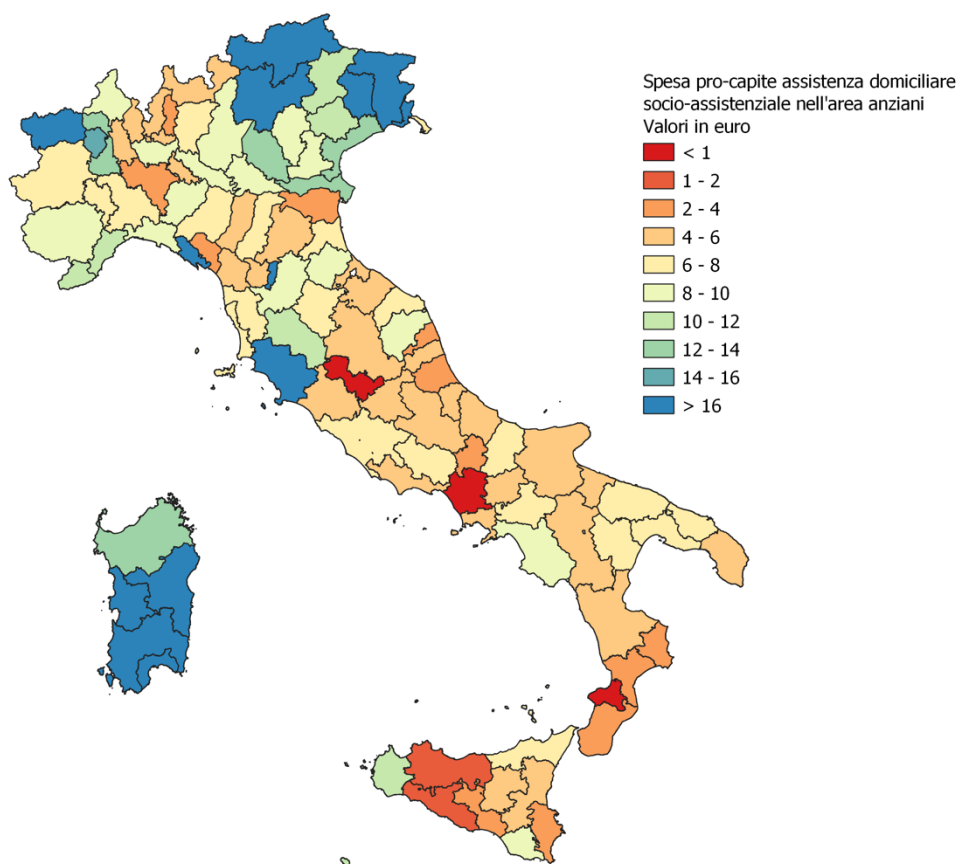 Spesa pro-capite assistenza domiciliare
socio-assistenziale nell'area anziani
Valori in euro
< 1
1 - 2
2 - 4
4 - 6
6 - 8
8 - 10
10 - 12
12 - 14
14 - 16
> 16